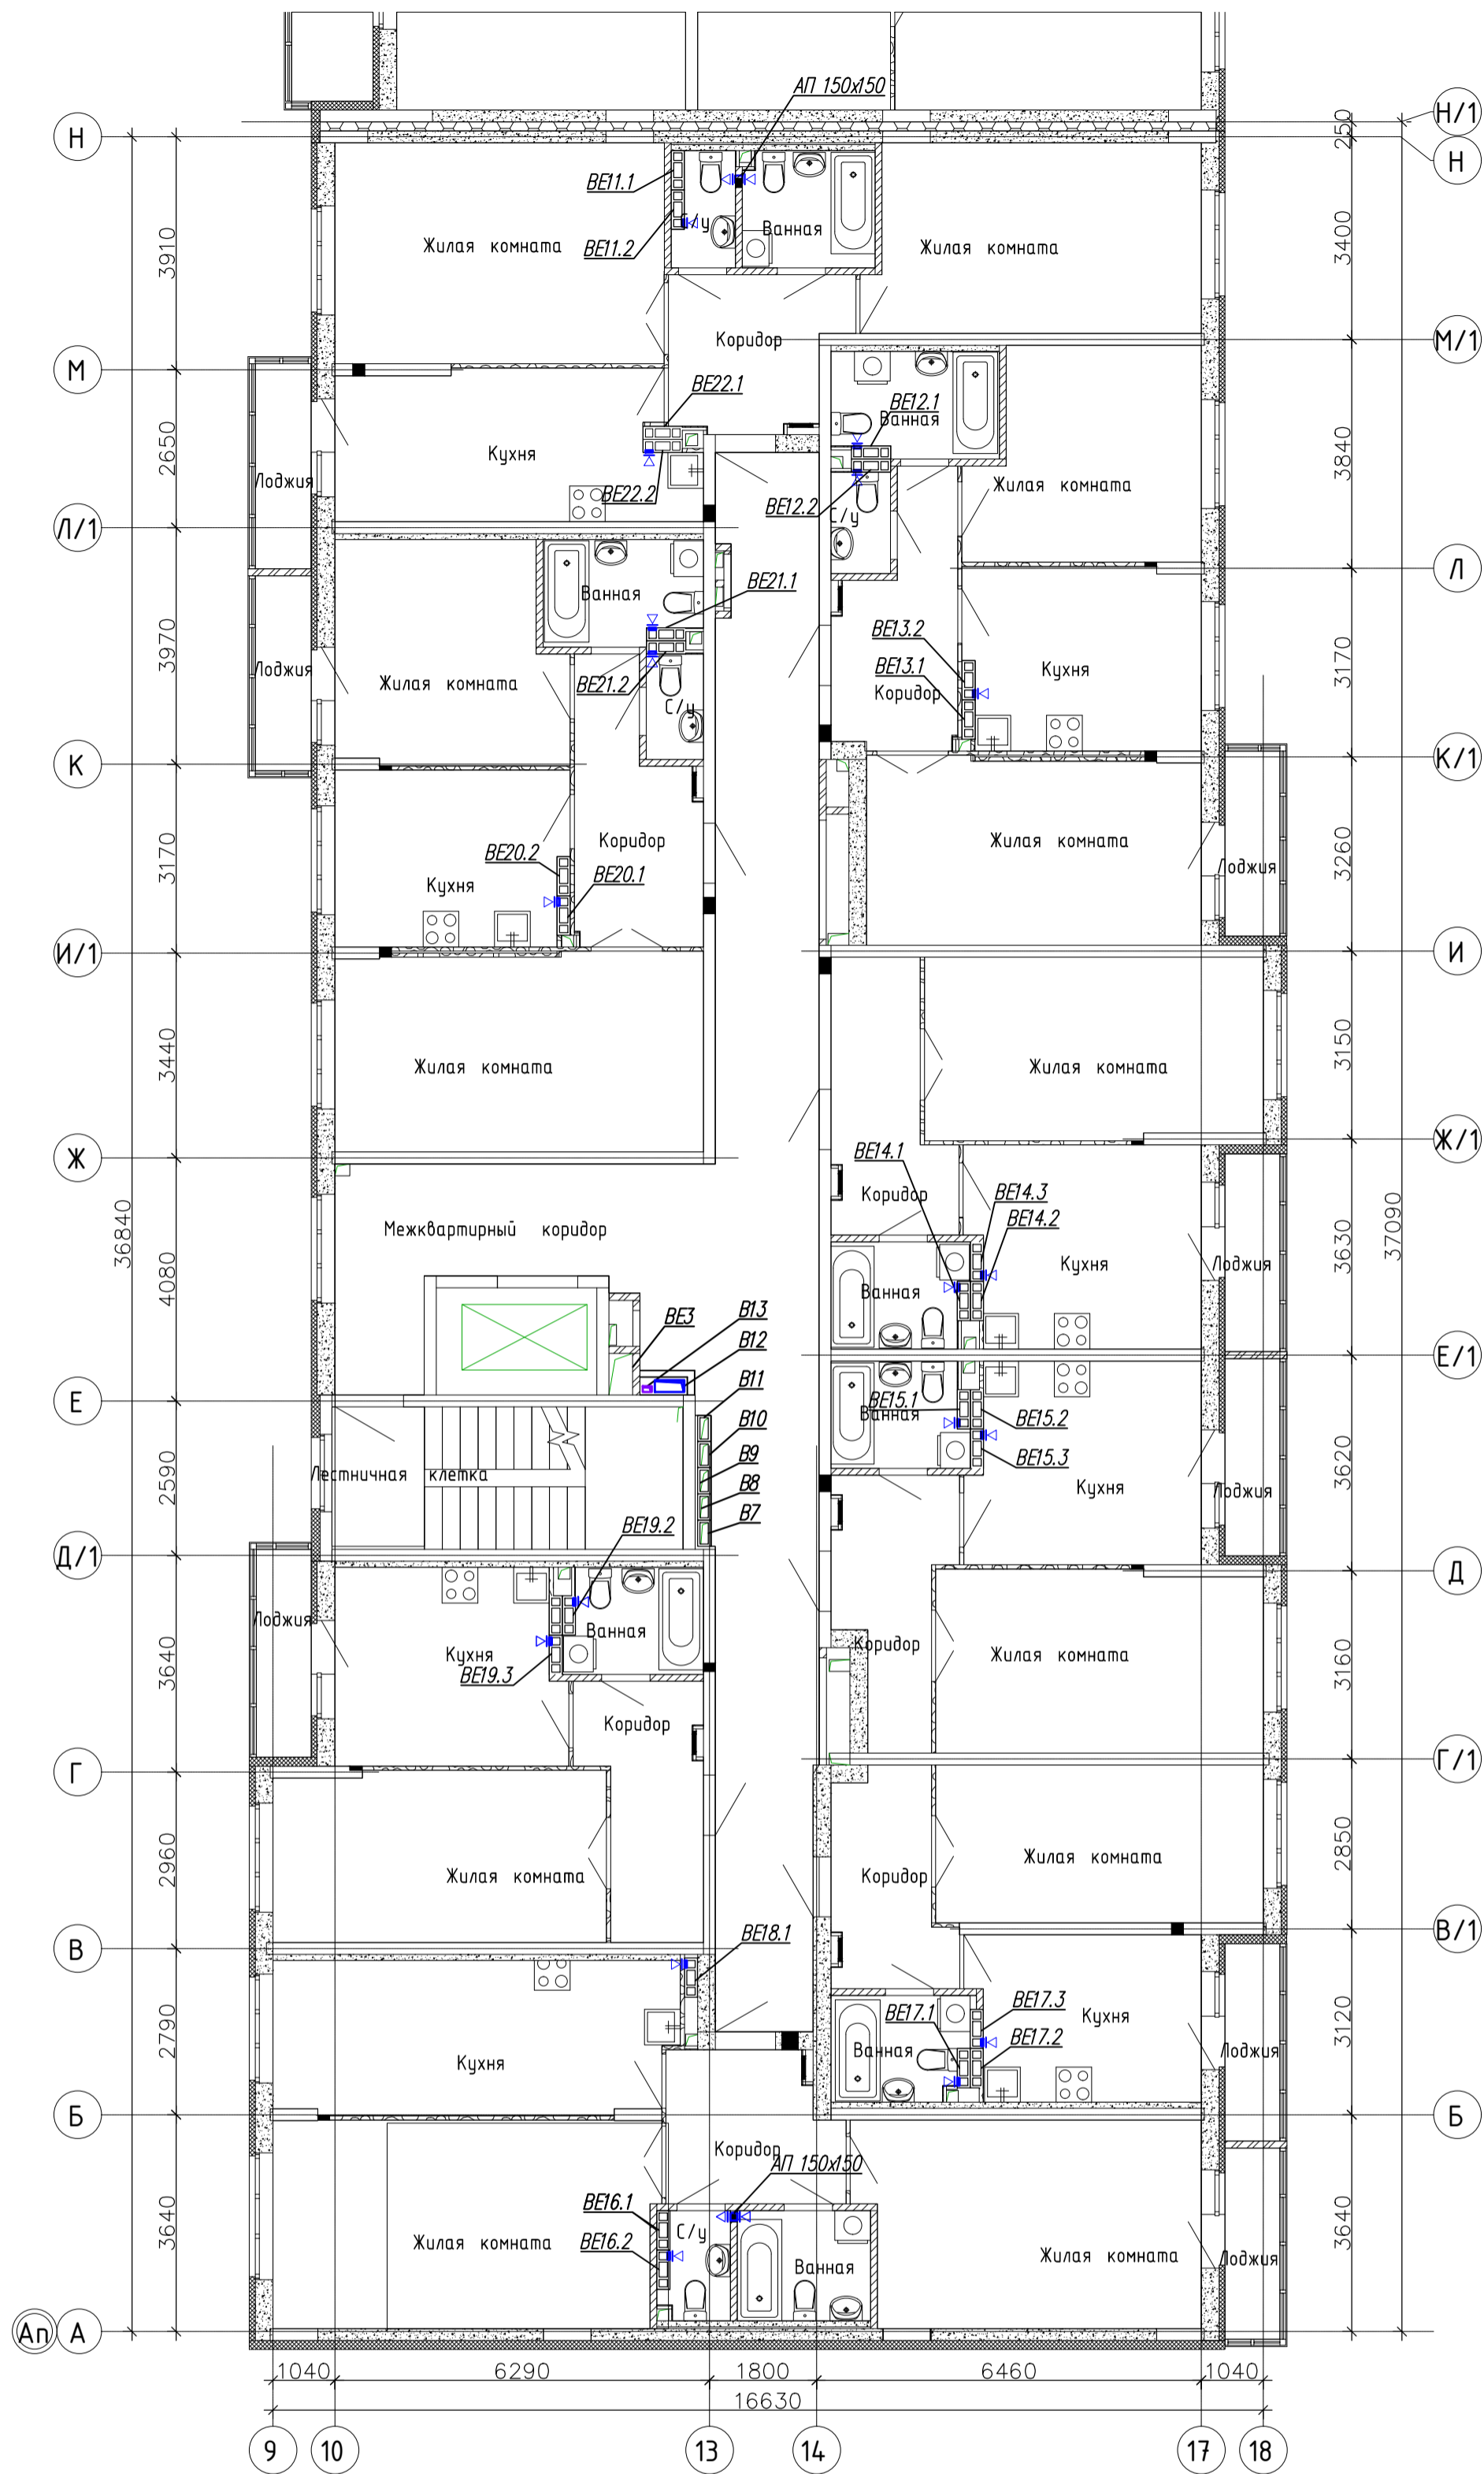 АП 150х150
Н/1
Н
Н
250
ВЕ11.1
С/у
Ванная
3910
Жилая комната
ВЕ11.2
Жилая комната
3400
Коридор
М/1
М
ВЕ22.1
ВЕ12.1
Ванная
2650
Кухня
3840
Лоджия
ВЕ22.2
Жилая комната
ВЕ12.2
С/у
Л/1
Л
Ванная
ВЕ21.1
ВЕ13.2
3970
Лоджия
ВЕ13.1
Кухня
3170
Жилая комната
ВЕ21.2
Коридор
С/у
К
К/1
3170
Коридор
Жилая комната
3260
ВЕ20.2
Лоджия
Кухня
ВЕ20.1
И/1
И
3440
Жилая комната
Жилая комната
3150
Ж
Ж/1
ВЕ14.1
Коридор
ВЕ14.3
36840
ВЕ14.2
37090
Межквартирный коридор
3630
4080
Кухня
Лоджия
Ванная
В13
ВЕ3
В12
Е/1
Е
В11
ВЕ15.1
Ванная
ВЕ15.2
В10
2590
Лестничная клетка
В9
ВЕ15.3
3620
В8
Кухня
Лоджия
В7
ВЕ19.2
Д/1
Д
Лоджия
Ванная
3640
Кухня
Коридор
Жилая комната
3160
ВЕ19.3
Коридор
Г
Г/1
2960
Жилая комната
Коридор
Жилая комната
2850
В
ВЕ18.1
В/1
2790
ВЕ17.1
ВЕ17.3
Кухня
3120
Кухня
Ванная
ВЕ17.2
Лоджия
Б
Б
Коридор
АП 150х150
ВЕ16.1
3640
С/у
3640
Жилая комната
ВЕ16.2
Ванная
Жилая комната
Лоджия
Ап
А
1040
6290
1800
6460
1040
16630
9
10
13
14
17
18